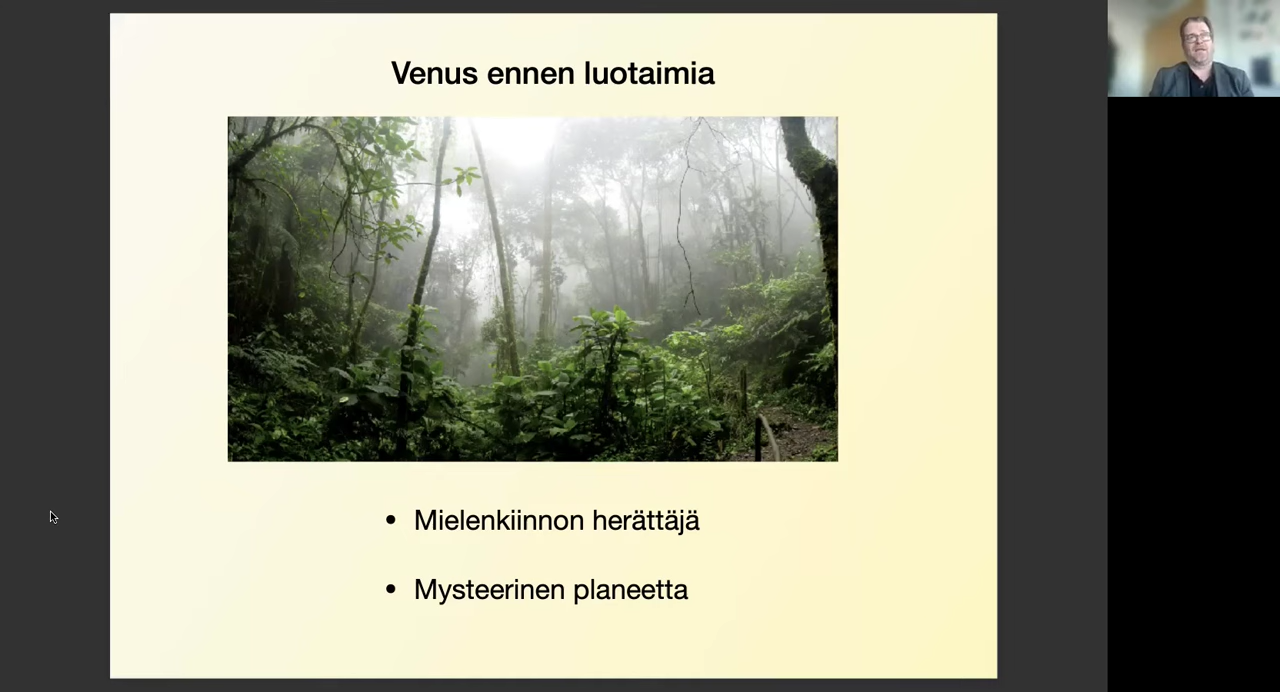 Venus ennen luotaimia
• Mielenkiinnon herättäjä
• Mysteerinen planeetta